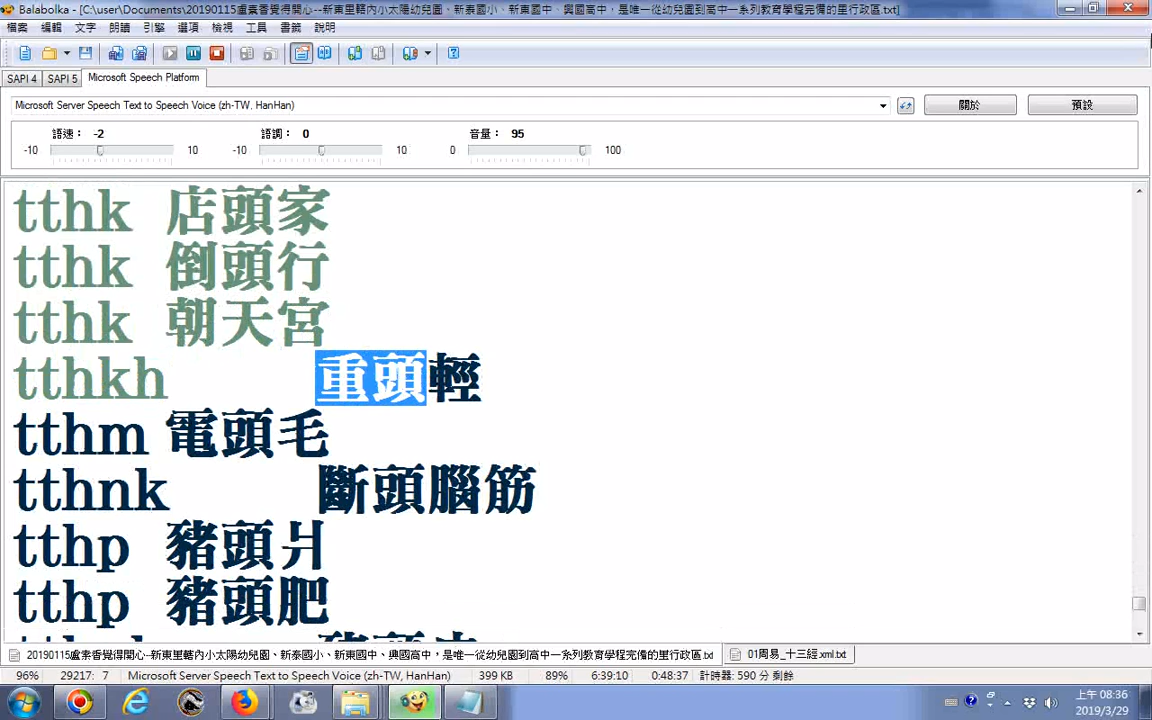 Balabolka - [C:\user\Documents\20190115盧素香覺得開心--新東里轄內小太陽幼兒園、新泰國小、新東國中、興國高中，是唯一從幼兒園到高中一系列教育學程完備的里行政區.txt]
檔案 編輯 文字 朗讀 引擎 選項 檢視 工具 書籤 說明
SAPI 4 SAPI 5 Microsoft Speech Platform
Microsoft Server Speech Text to Speech Voice (zh-TW, HanHan) 關於 預設
語速： -2 語調： 0 音量： 95
-10 10 -10 10 0 100
tthk 店頭家
tthk 倒頭行
tthk 朝天宮
tthkh 重頭輕
tthm 電頭毛
tthnk 斷頭腦筋
tthp 豬頭爿
tthp 豬頭肥
20190115盧素香覺得開心--新東里轄內小太陽幼兒園、新泰國小、新東國中、興國高中，是唯一從幼兒園到高中一系列教育學程完備的里行政區.txt 01周易_十三經.xml.txt
96% 29217: 7 Microsoft Server Speech Text to Speech Voice (zh-TW, HanHan) 399 KB 89% 6:39:10 0:48:37 計時器: 590 分 剩餘
上午 08:36
2019/3/29